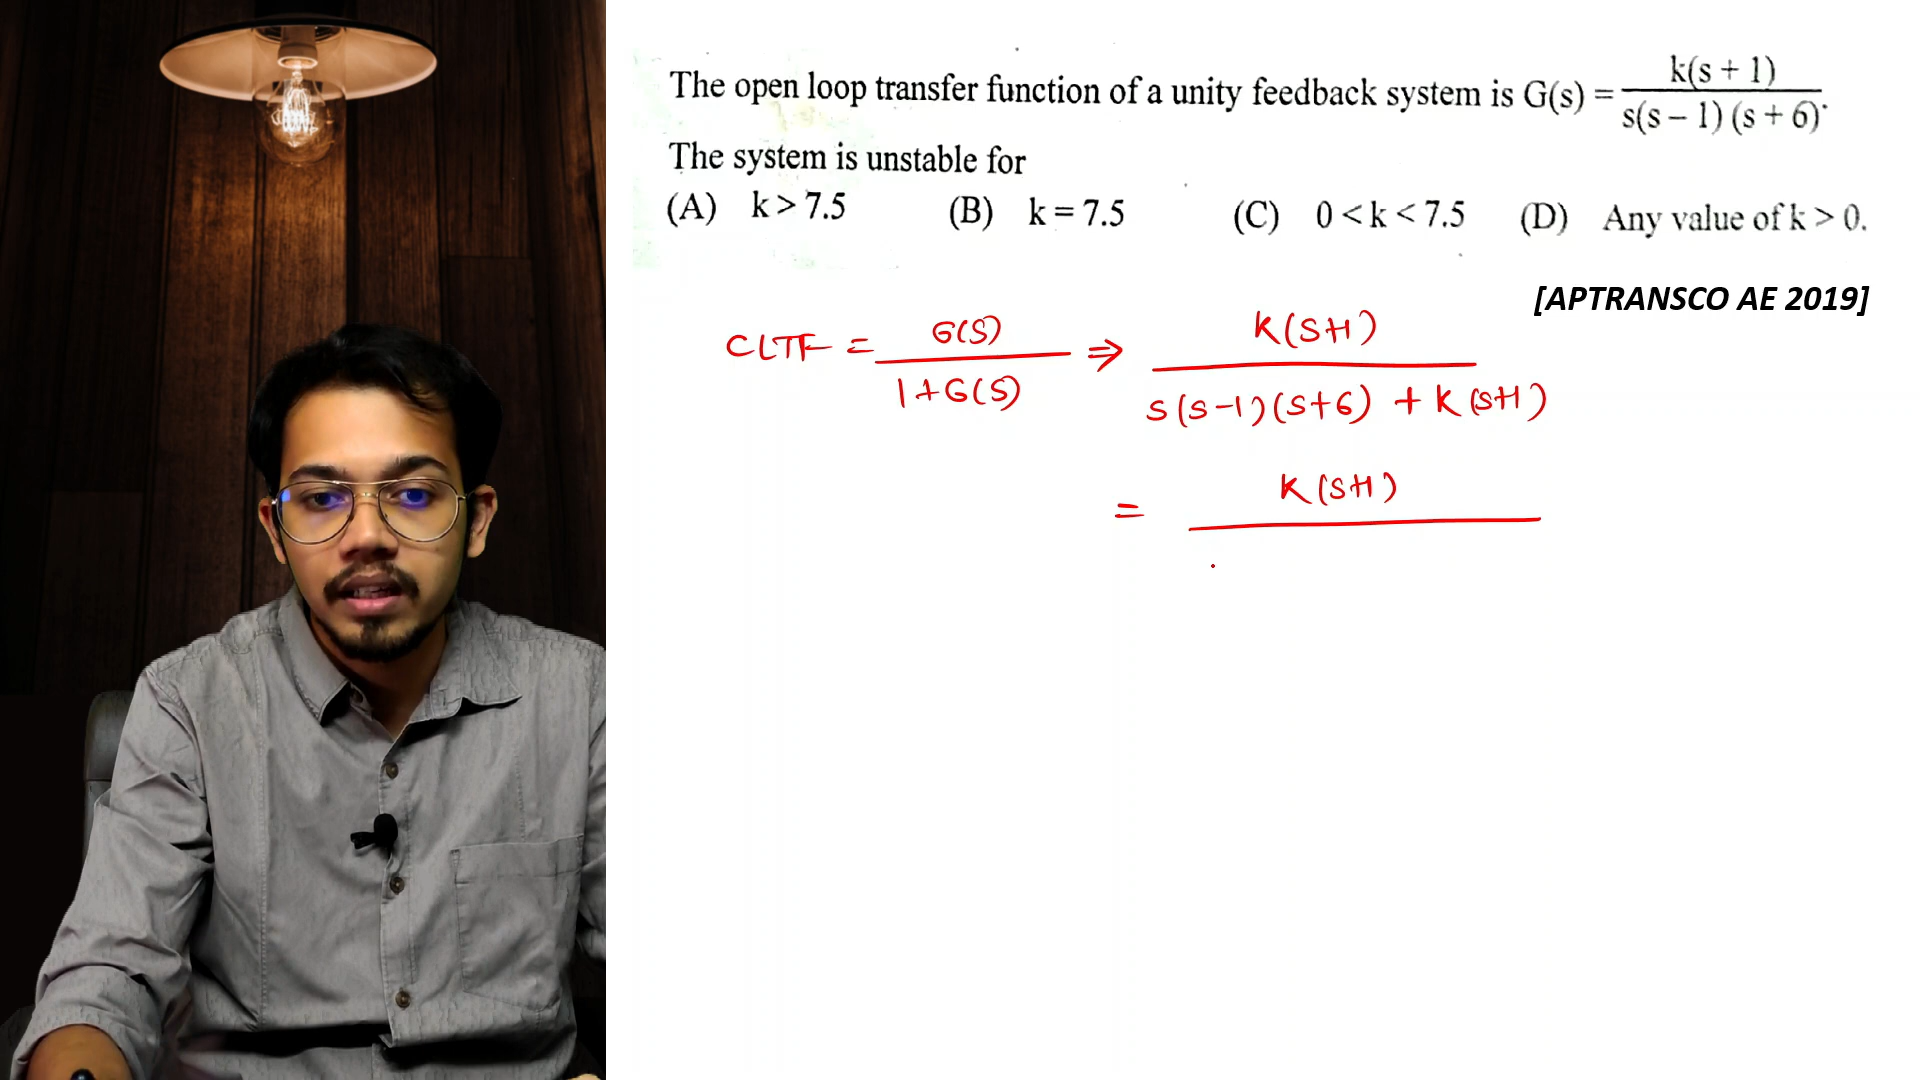 The open loop transfer function of a unity feedback system is G(s) = k(s + 1) / s(s – 1) (s + 6).
The system is unstable for
(A) k > 7.5 (B) k = 7.5 (C) 0 < k < 7.5 (D) Any value of k > 0.
[APTRANSCO AE 2019]
CLTF = G(S) / 1+G(S) ⇒ K(S+1) / s(s-1)(s+6) + K(S+1)
= K(S+1)